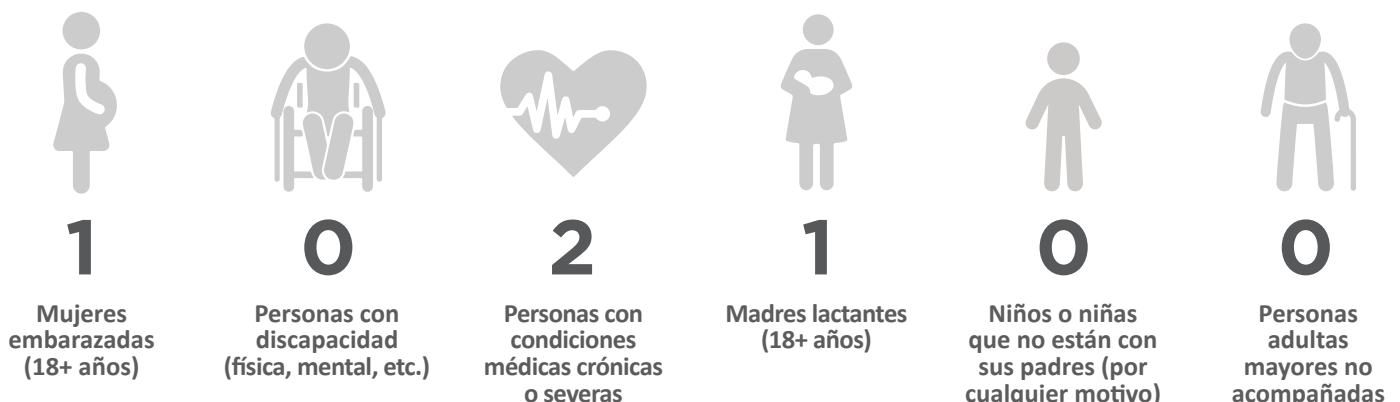 1
Mujeres
embarazadas
(18+ años)
0
Personas con
discapacidad
(física, mental, etc.)
2
Personas con
condiciones
médicas crónicas
o severas
1
Madres lactantes
(18+ años)
0
Niños o niñas
que no están con
sus padres (por
cualquier motivo)
0
Personas
adultas
mayores no
acompañadas